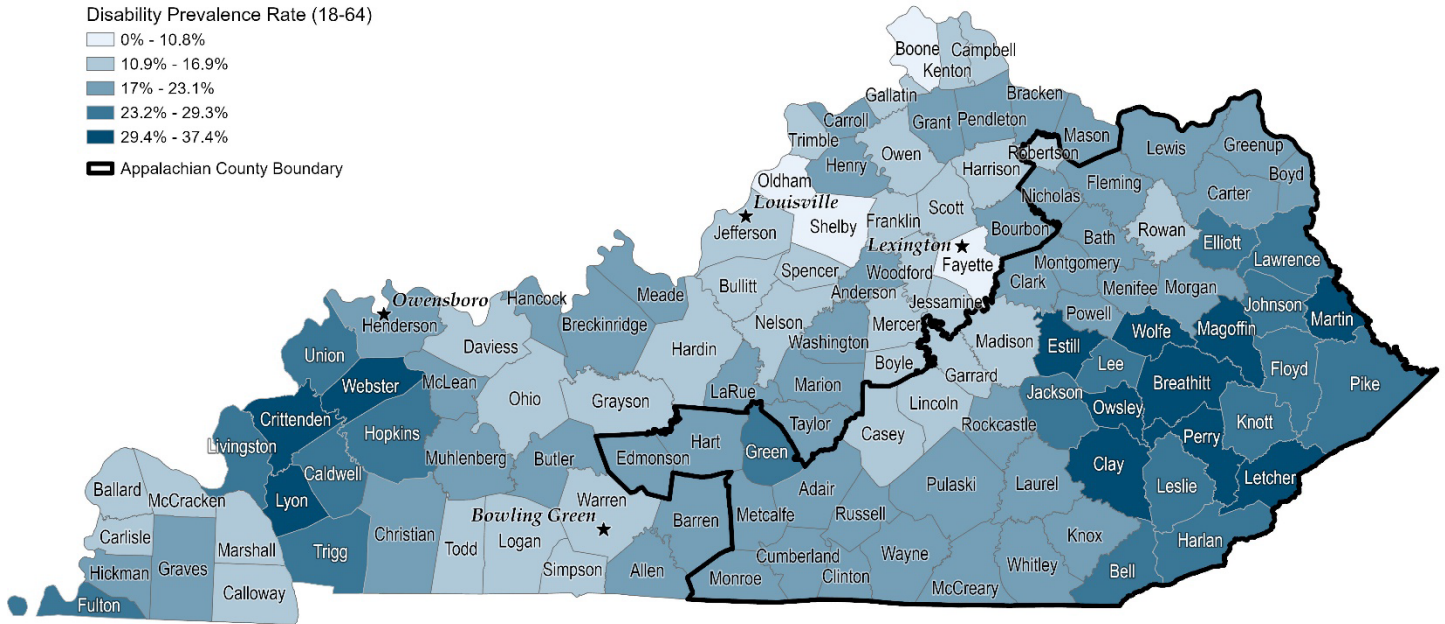 Disability Prevalence Rate (18-64)
0% - 10.8%
10.9% - 16.9%
17% - 23.1%
23.2% - 29.3%
29.4% - 37.4%
Appalachian County Boundary
Boone
Campbell
Kenton
Gallatin
Bracken
Carroll
Grant
Pendleton
Mason
Trimble
Owen
Robertson
Lewis
Greenup
Henry
Harrison
Boyd
Oldham
Nicholas
Fleming
Carter
Louisville
Shelby
Franklin
Scott
Bourbon
Rowan
Jefferson
Lexington
Bath
Elliott
Fayette
Lawrence
Spencer
Woodford
Montgomery
Bullitt
Anderson
Clark
Menifee
Morgan
Johnson
Owensboro
Hancock
Meade
Jessamine
Powell
Martin
Henderson
Breckinridge
Nelson
Mercer
Magoffin
Wolfe
Washington
Madison
Estill
Daviess
Hardin
Union
Boyle
Lee
Floyd
Webster
McLean
Garrard
Breathitt
Pike
LaRue
Marion
Jackson
Ohio
Grayson
Lincoln
Owsley
Crittenden
Taylor
Rockcastle
Knott
Hopkins
Casey
Perry
Livingston
Hart
Green
Edmonson
Muhlenberg
Butler
Clay
Caldwell
Letcher
Leslie
Ballard
McCracken
Lyon
Warren
Adair
Pulaski
Laurel
Bowling Green
Barren
Metcalfe
Russell
Carlisle
Christian
Knox
Harlan
Marshall
Trigg
Todd
Logan
Cumberland
Wayne
Hickman
Graves
Simpson
Allen
Whitley
Bell
Monroe
Clinton
McCreary
Calloway
Fulton